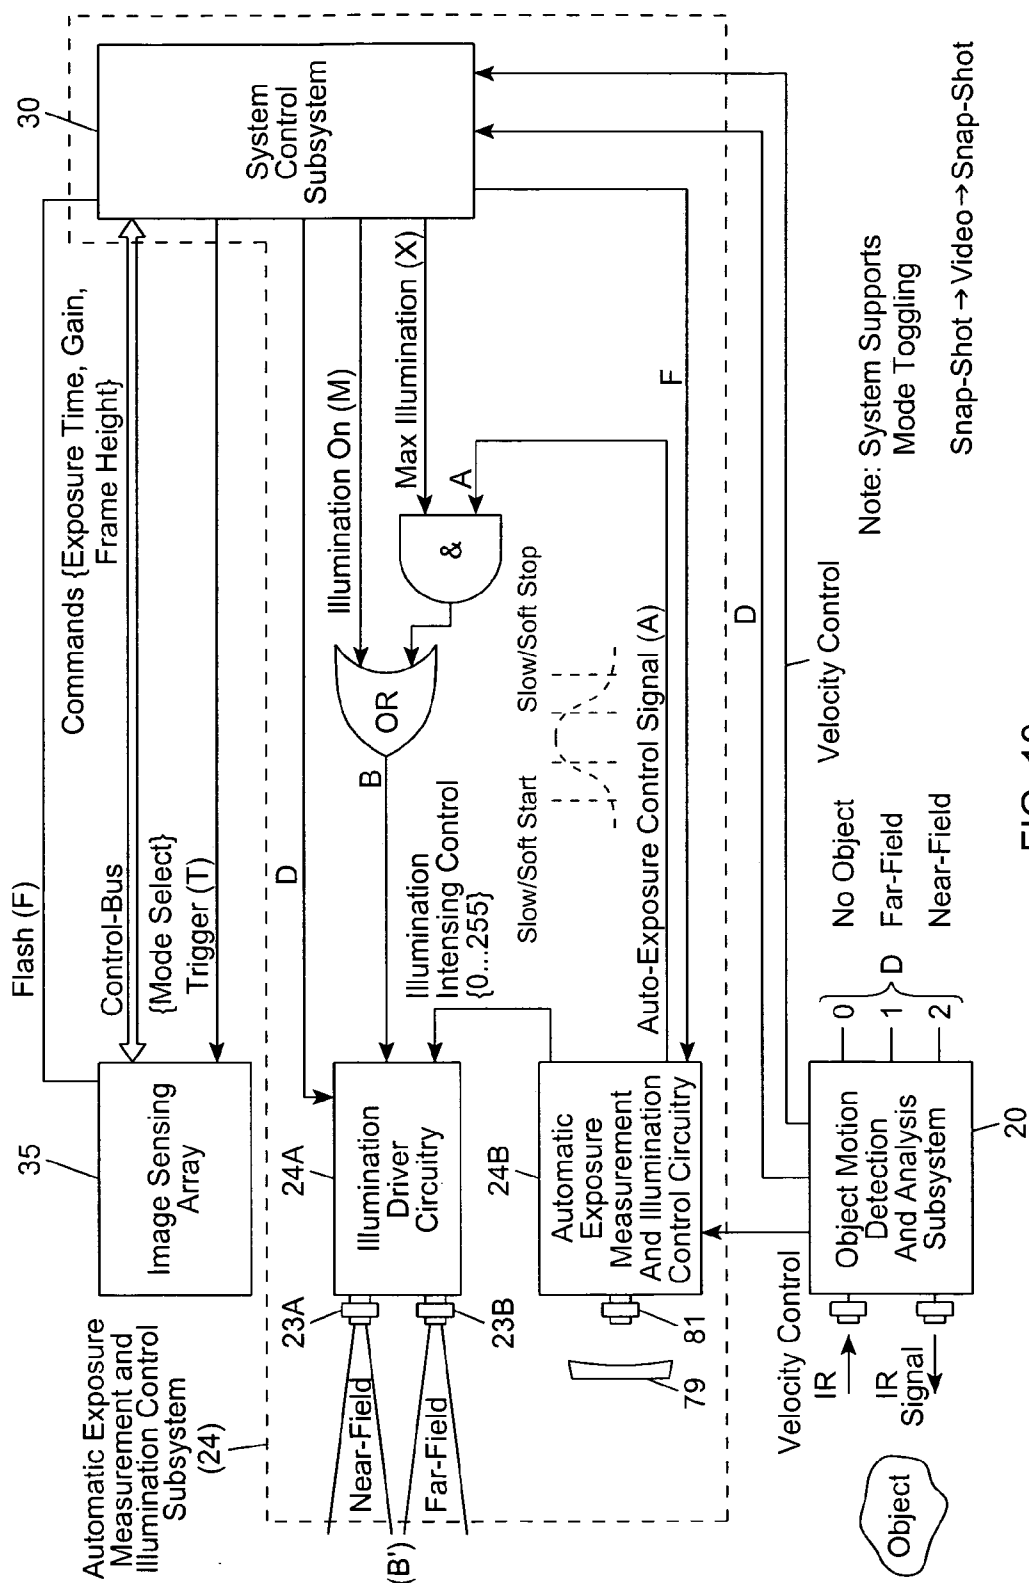 Automatic Exposure
Measurement and
Illumination Control
Subsystem
(24)
35
Image Sensing
Array
Flash (F)
Control-Bus
{Mode Select}
Trigger (T)
Commands {Exposure Time, Gain,
Frame Height}
30
System
Control
Subsystem
23A
Near-Field
(B')
Far-Field
23B
24A
Illumination
Driver
Circuitry
D
B
OR
Illumination On (M)
Max Illumination (X)
A
&
Illumination
Intensing Control
{0...255}
24B
Automatic
Exposure
Measurement
And Illumination
Control Circuitry
81
79
Slow/Soft Start
Slow/Soft Stop
Auto-Exposure Control Signal (A)
F
D
Velocity Control
Velocity Control
IR
IR
Signal
Object
Object Motion
Detection
And Analysis
Subsystem
20
0
1
2
D
No Object
Far-Field
Near-Field
Note: System Supports
Mode Toggling
Snap-Shot→Video→Snap-Shot